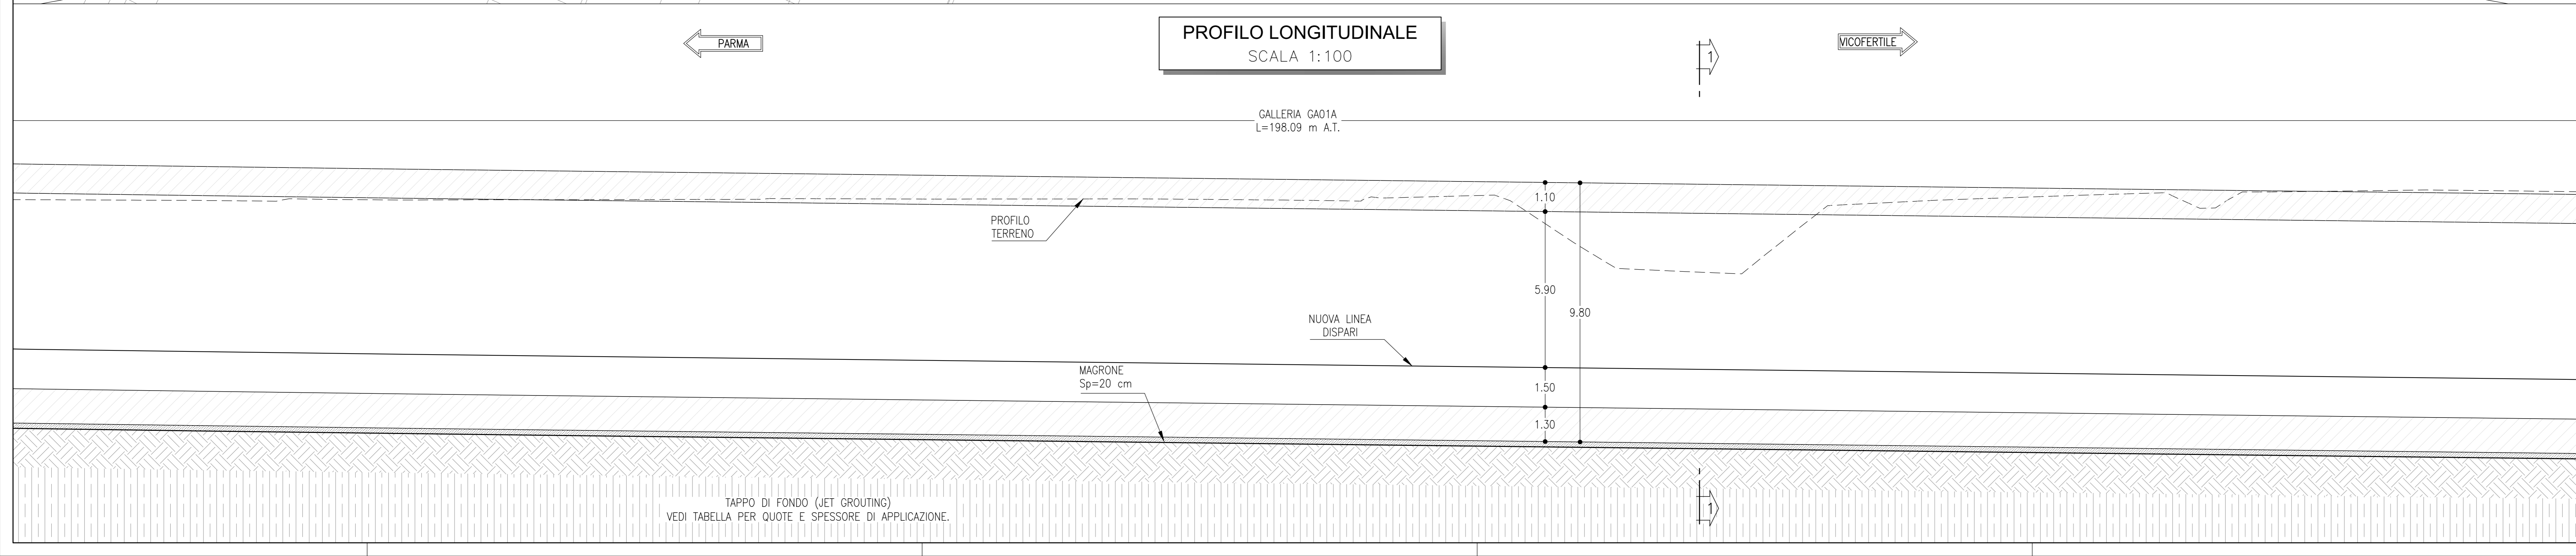 PARMA
PROFILO LONGITUDINALE
SCALA 1:100
1
VICOFERTILE
GALLERIA GA01A
L=198.09 m A.T.
1.10
PROFILO
TERRENO
5.90
9.80
NUOVA LINEA
DISPARI
MAGRONE
Sp=20 cm
1.50
1.30
TAPPO DI FONDO (JET GROUTING)
VEDI TABELLA PER QUOTE E SPESSORE DI APPLICAZIONE.
1